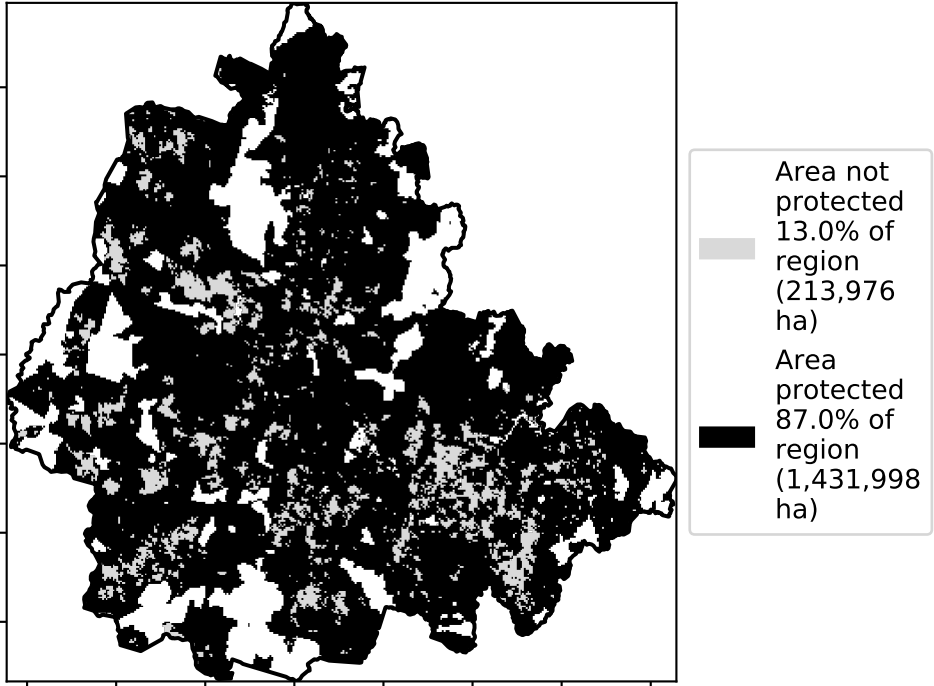 Area not
protected
13.0% of
region
(213,976
ha)
Area
protected
87.0% of
region
(1,431,998
ha)